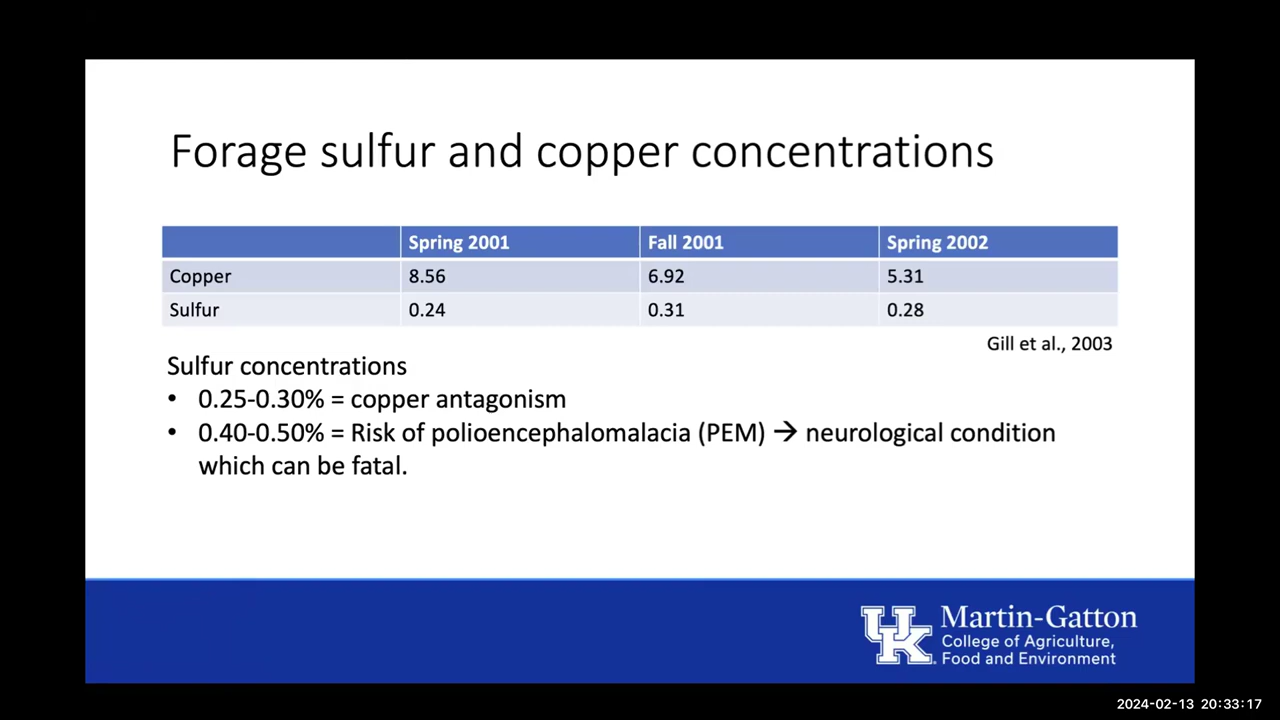 Forage sulfur and copper concentrations
Spring 2001 Fall 2001 Spring 2002
Copper 8.56 6.92 5.31
Sulfur 0.24 0.31 0.28
Gill et al., 2003
Sulfur concentrations
• 0.25-0.30% = copper antagonism
• 0.40-0.50% = Risk of polioencephalomalacia (PEM) → neurological condition
which can be fatal.
UK Martin-Gatton
College of Agriculture,
Food and Environment
2024-02-13 20:33:17